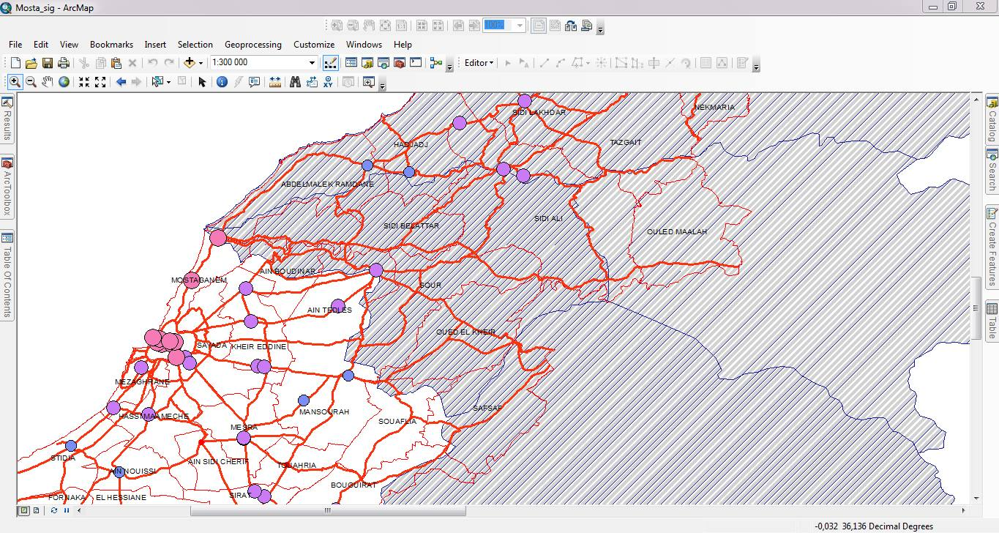 Mosta_sig - ArcMap
100%
File Edit View Bookmarks Insert Selection Geoprocessing Customize Windows Help
1:300 000
Editor
Results
ArcToolbox
Table Of Contents
Catalog
Search
Create Features
Table
SIDI LAKHDAR
NEKMARIA
HADJADJ
TAZGAIT
ABDELMALEK RAMDANE
SIDI BELATTAR
SIDI ALI
OULED MAALAH
AIN BOUDINAR
MOSTAGANEM
SOUR
AIN TEDLES
OUED EL KHEIR
SAYADA
KHEIR EDDINE
MEZAGHRANE
HASSI MAAMECHE
MANSOURAH
SAFSAF
SOUAFLIA
MESRA
STIDIA
AIN SIDI CHERIF
TOUAHRIA
AIN NOUISSI
BOUGUIRAT
FORNAKA
EL HESSIANE
SIRAT
-0,032 36,136 Decimal Degrees